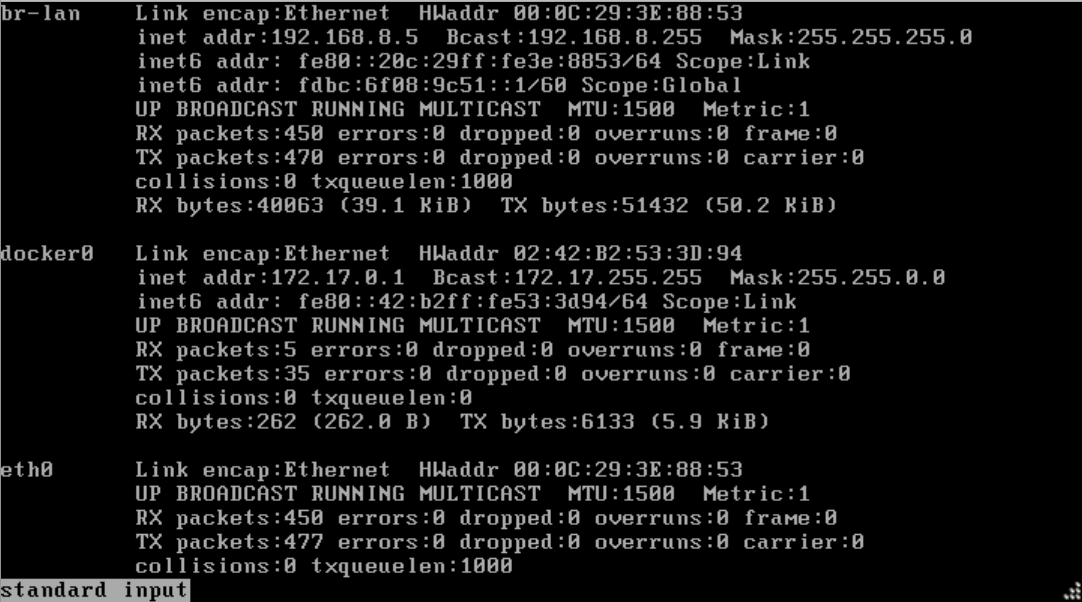 br-lan    Link encap:Ethernet  HWaddr 00:0C:29:3E:88:53
          inet addr:192.168.8.5  Bcast:192.168.8.255  Mask:255.255.255.0
          inet6 addr: fe80::20c:29ff:fe3e:8853/64 Scope:Link
          inet6 addr: fdbc:6f08:9c51::1/60 Scope:Global
          UP BROADCAST RUNNING MULTICAST  MTU:1500  Metric:1
          RX packets:450 errors:0 dropped:0 overruns:0 frame:0
          TX packets:470 errors:0 dropped:0 overruns:0 carrier:0
          collisions:0 txqueuelen:1000
          RX bytes:40063 (39.1 KiB)  TX bytes:51432 (50.2 KiB)

docker0   Link encap:Ethernet  HWaddr 02:42:B2:53:3D:94
          inet addr:172.17.0.1  Bcast:172.17.255.255  Mask:255.255.0.0
          inet6 addr: fe80::42:b2ff:fe53:3d94/64 Scope:Link
          UP BROADCAST RUNNING MULTICAST  MTU:1500  Metric:1
          RX packets:5 errors:0 dropped:0 overruns:0 frame:0
          TX packets:35 errors:0 dropped:0 overruns:0 carrier:0
          collisions:0 txqueuelen:0
          RX bytes:262 (262.0 B)  TX bytes:6133 (5.9 KiB)

eth0      Link encap:Ethernet  HWaddr 00:0C:29:3E:88:53
          UP BROADCAST RUNNING MULTICAST  MTU:1500  Metric:1
          RX packets:450 errors:0 dropped:0 overruns:0 frame:0
          TX packets:477 errors:0 dropped:0 overruns:0 carrier:0
          collisions:0 txqueuelen:1000
standard input